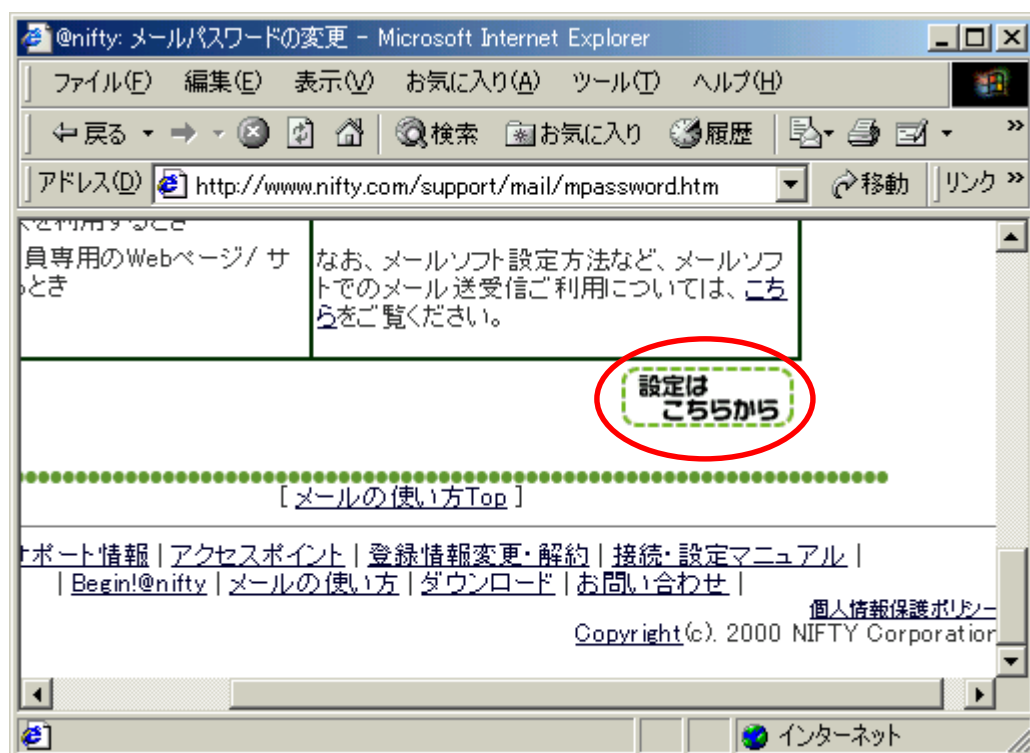 @nifty: メールパスワードの変更 - Microsoft Internet Explorer
ファイル(F) 編集(E) 表示(V) お気に入り(A) ツール(T) ヘルプ(H)
戻る 検索 お気に入り 履歴 »
アドレス(D) http://www.nifty.com/support/mail/mpassword.htm 移動 リンク »
を利用するとき
員専用のWebページ/ サ
とき
なお、メールソフト設定方法など、メールソフ
トでのメール送受信ご利用については、こち
らをご覧ください。
設定は
こちらから
[ メールの使い方Top ]
ポート情報 | アクセスポイント | 登録情報変更・解約 | 接続・設定マニュアル |
| Begin!@nifty | メールの使い方 | ダウンロード | お問い合わせ |
個人情報保護ポリシー
Copyright(c). 2000 NIFTY Corporation
インターネット